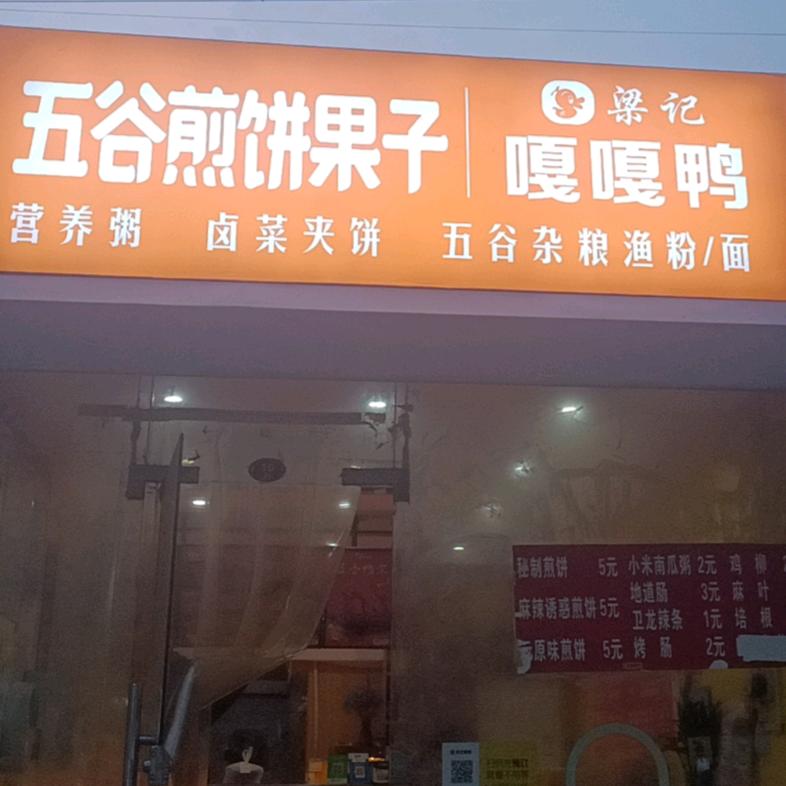 五谷煎饼果子
梁记
嘎嘎鸭
营养粥 卤菜夹饼 五谷杂粮渔粉/面
16
秘制煎饼 5元 小米南瓜粥 2元 鸡柳
地道肠 3元 麻叶
麻辣诱惑煎饼 5元
卫龙辣条 1元 培根
原味煎饼 5元 烤肠 2元